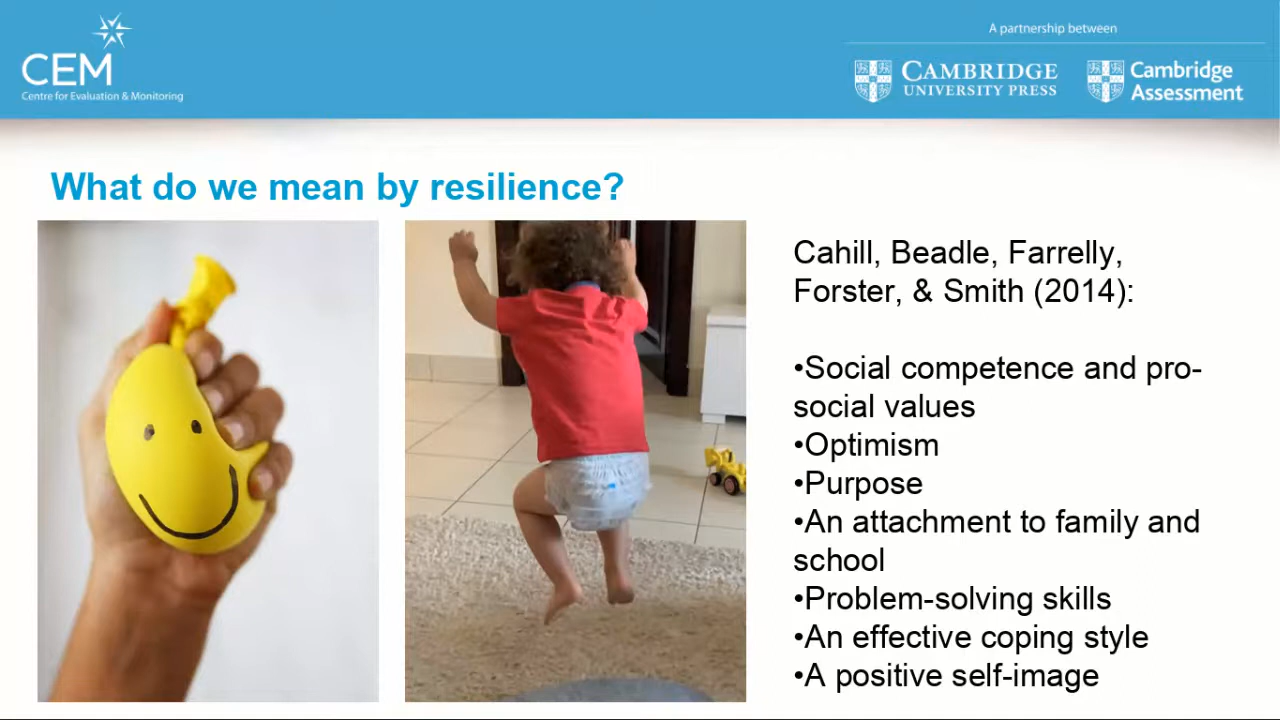 CEM
Centre for Evaluation & Monitoring
A partnership between
CAMBRIDGE
UNIVERSITY PRESS
Cambridge
Assessment
What do we mean by resilience?
Cahill, Beadle, Farrelly,
Forster, & Smith (2014):
•Social competence and pro-
social values
•Optimism
•Purpose
•An attachment to family and
school
•Problem-solving skills
•An effective coping style
•A positive self-image